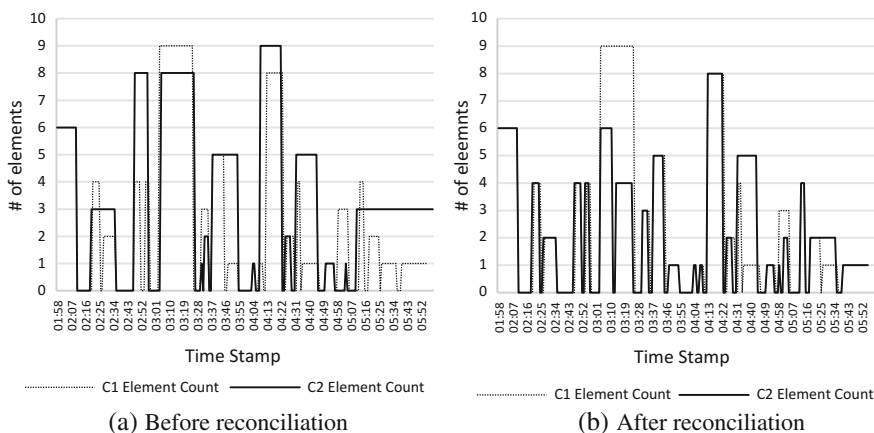 10
9
8
7
6
5
4
3
2
1
0
# of elements
01:58 02:07 02:16 02:25 02:34 02:43 02:52 03:01 03:10 03:19 03:28 03:37 03:46 03:55 04:04 04:13 04:22 04:31 04:40 04:49 04:58 05:07 05:16 05:25 05:34 05:43 05:52
Time Stamp
C1 Element Count C2 Element Count
(a) Before reconciliation
10
9
8
7
6
5
4
3
2
1
0
# of eleemnts
01:58 02:07 02:16 02:25 02:34 02:43 02:52 03:01 03:10 03:19 03:28 03:37 03:46 03:55 04:04 04:13 04:22 04:31 04:40 04:49 04:58 05:07 05:16 05:25 05:34 05:43 05:52
Time Stamp
C1 Element Count C2 Element Count
(b) After reconciliation